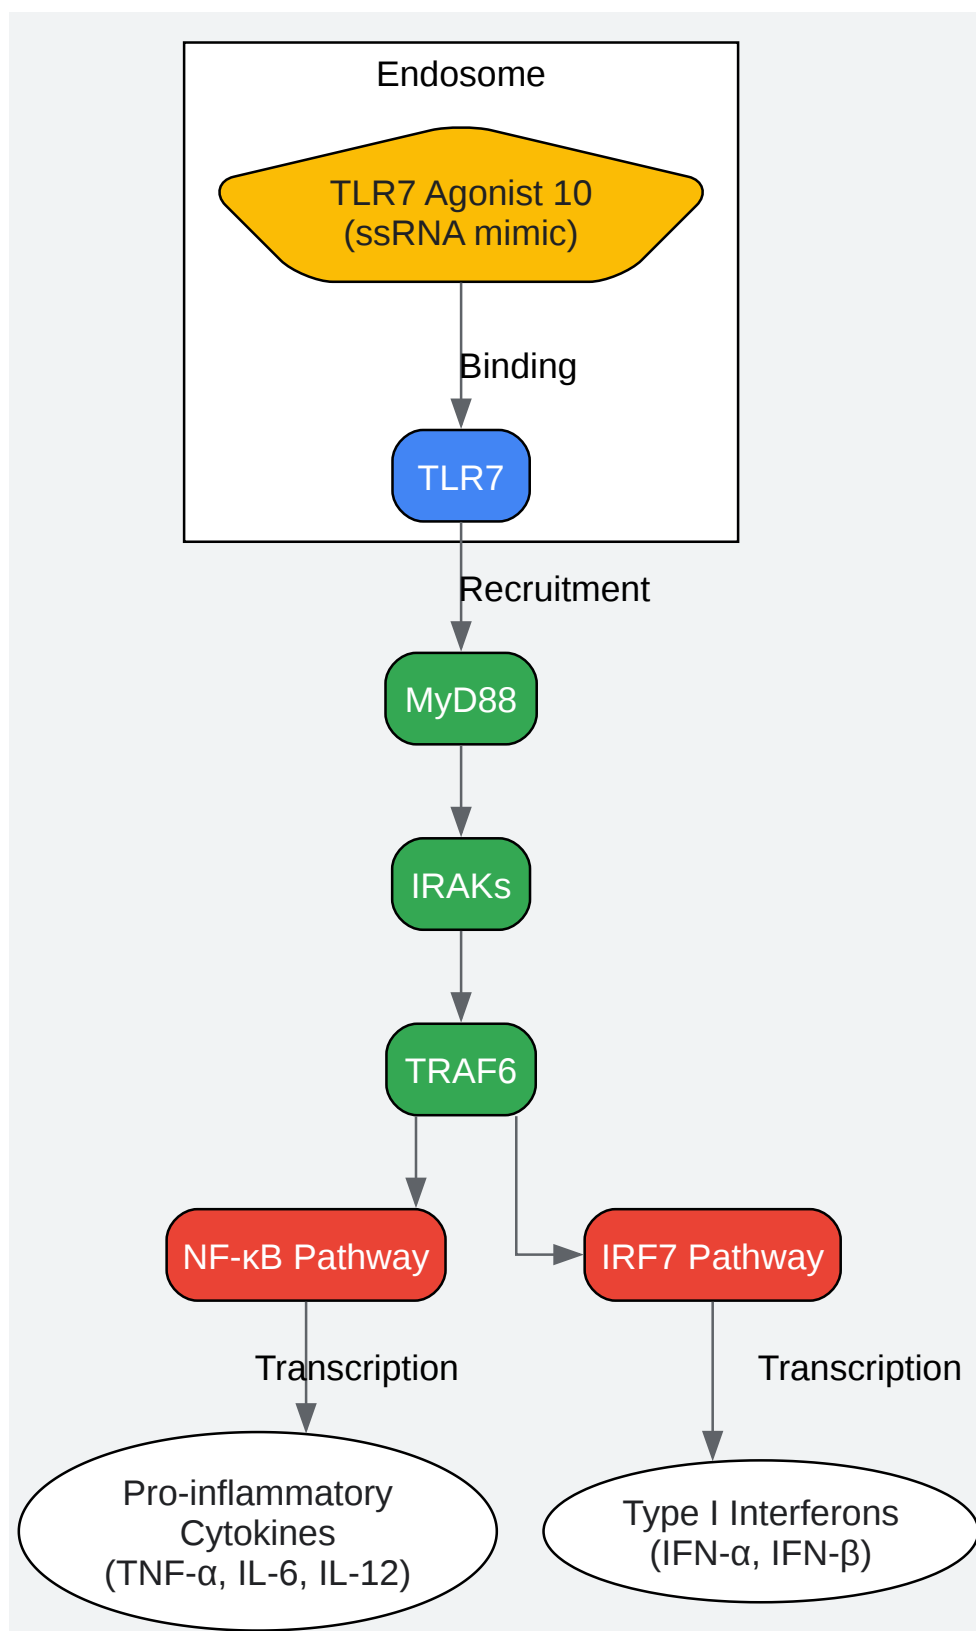 Endosome
TLR7 Agonist 10
(ssRNA mimic)
Binding
TLR7
Recruitment
MyD88
IRAKs
TRAF6
NF-κB Pathway
IRF7 Pathway
Transcription
Transcription
Pro-inflammatory
Cytokines
(TNF-α, IL-6, IL-12)
Type I Interferons
(IFN-α, IFN-β)